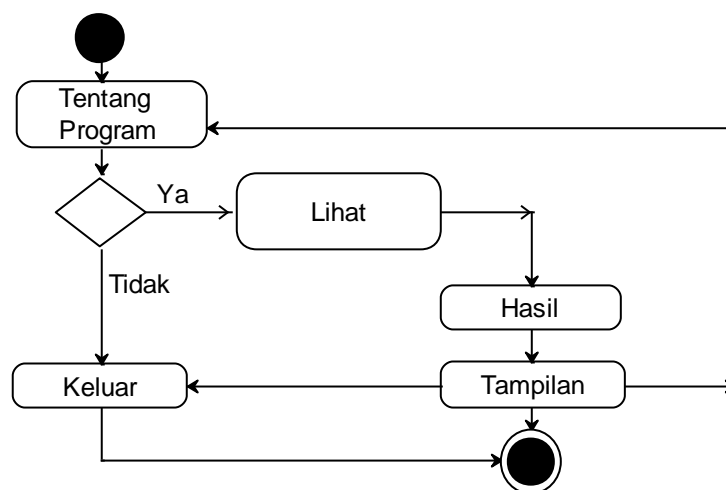 Tentang
Program
Ya
Lihat
Tidak
Hasil
Keluar
Tampilan